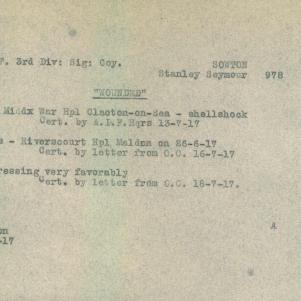 F. 3rd Div: Sig: Coy. SOWTON
Stanley Seymour 978
"WOUNDED"
Middx War Hpl Clacton-on-Sea - shellshock
Cert. by A.I.F. Hqrs 13-7-17
- Riverscourt Hpl Maldon on 26-6-17
Cert. by letter from O.C. 16-7-17
ressing very favorably
Cert. by letter from O.C. 18-7-17.
A
on
-17